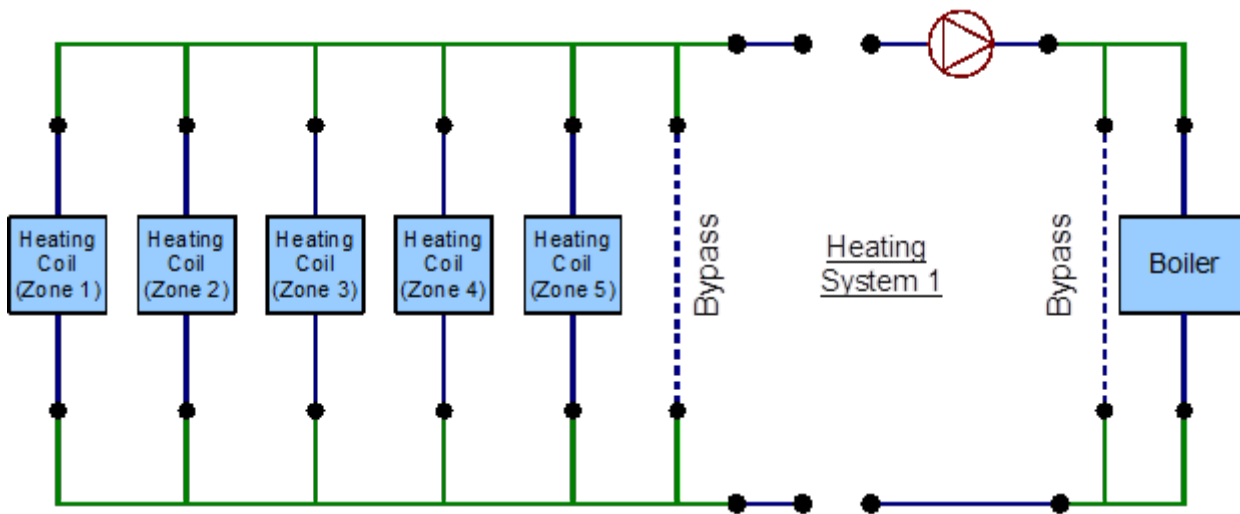 Heating
Coil
(Zone 1)
Heating
Coil
(Zone 2)
Heating
Coil
(Zone 3)
Heating
Coil
(Zone 4)
Heating
Coil
(Zone 5)
Bypass
Heating
System 1
Bypass
Boiler